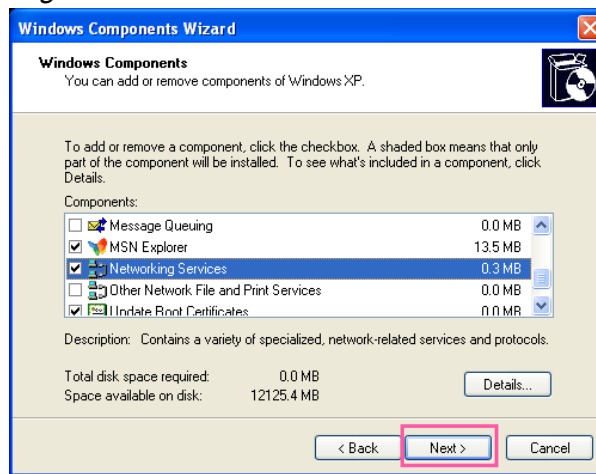 Windows Components Wizard
Windows Components
You can add or remove components of Windows XP.
To add or remove a component, click the checkbox. A shaded box means that only
part of the component will be installed. To see what's included in a component, click
Details.
Components:
Message Queuing 0.0 MB
MSN Explorer 13.5 MB
Networking Services 0.3 MB
Other Network File and Print Services 0.0 MB
Update Root Certificates 0.0 MB
Description: Contains a variety of specialized, network-related services and protocols.
Total disk space required: 0.0 MB
Space available on disk: 12125.4 MB
Details...
< Back Next > Cancel